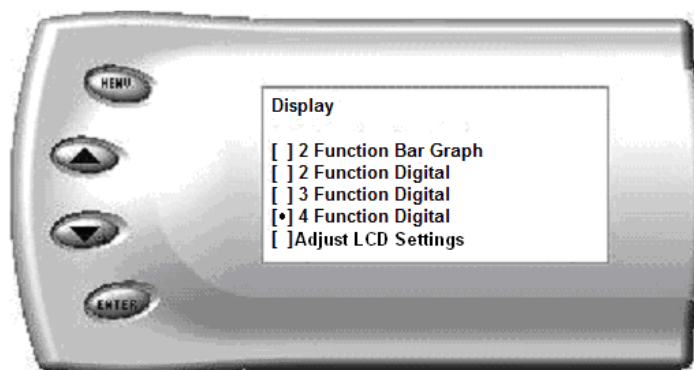 MENU
Display
[ ] 2 Function Bar Graph
[ ] 2 Function Digital
[ ] 3 Function Digital
[•] 4 Function Digital
[ ]Adjust LCD Settings
ENTER